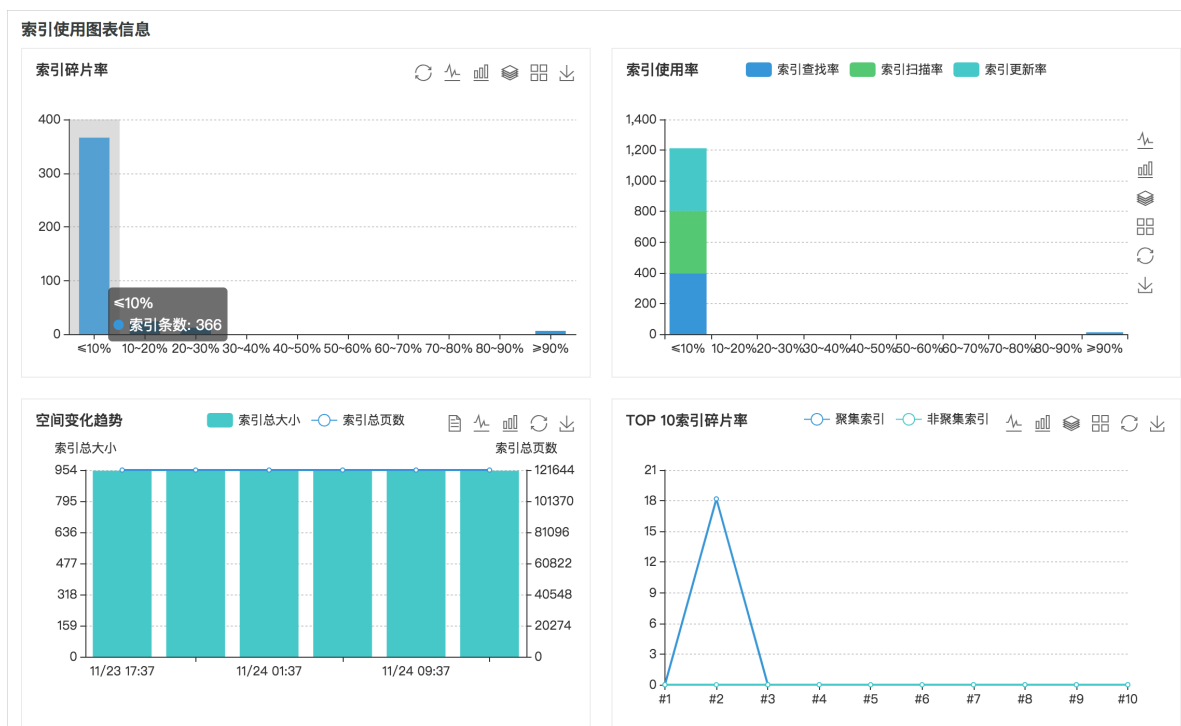 索引使用图表信息
索引碎片率
400
300
200
100
0
≤10%
索引条数: 366
≤10% 10~20% 20~30% 30~40% 40~50% 50~60% 60~70% 70~80% 80~90% ≥90%
索引使用率 索引查找率 索引扫描率 索引更新率
1,400
1,200
1,000
800
600
400
200
0
≤10% 10~20% 20~30% 30~40% 40~50% 50~60% 60~70% 70~80% 80~90% ≥90%
空间变化趋势 索引总大小 索引总页数
索引总大小 索引总页数
954 121644
795 101370
636 81096
477 60822
318 40548
159 20274
0 0
11/23 17:37 11/24 01:37 11/24 09:37
TOP 10索引碎片率 聚集索引 非聚集索引
21
18
15
12
9
6
3
0
#1 #2 #3 #4 #5 #6 #7 #8 #9 #10